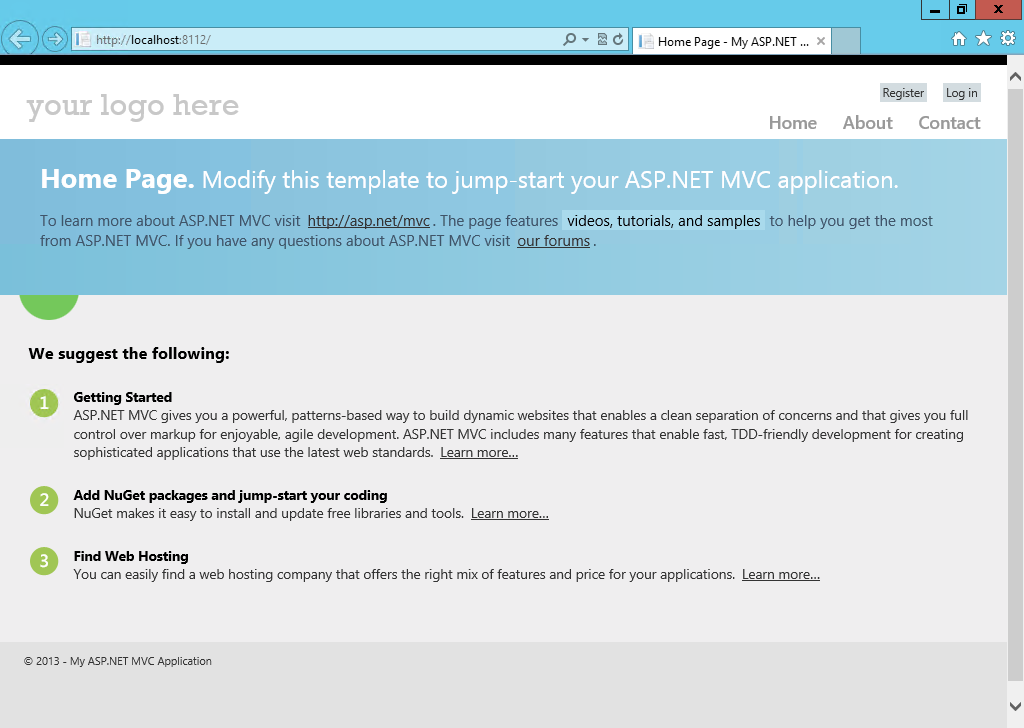 http://localhost:8112/
Home Page - My ASP.NET ...
your logo here
Register
Log in
Home
About
Contact
Home Page. Modify this template to jump-start your ASP.NET MVC application.
To learn more about ASP.NET MVC visit http://asp.net/mvc . The page features videos, tutorials, and samples to help you get the most
from ASP.NET MVC. If you have any questions about ASP.NET MVC visit our forums .
We suggest the following:
1
Getting Started
ASP.NET MVC gives you a powerful, patterns-based way to build dynamic websites that enables a clean separation of concerns and that gives you full
control over markup for enjoyable, agile development. ASP.NET MVC includes many features that enable fast, TDD-friendly development for creating
sophisticated applications that use the latest web standards. Learn more...
2
Add NuGet packages and jump-start your coding
NuGet makes it easy to install and update free libraries and tools. Learn more...
3
Find Web Hosting
You can easily find a web hosting company that offers the right mix of features and price for your applications. Learn more...
© 2013 - My ASP.NET MVC Application